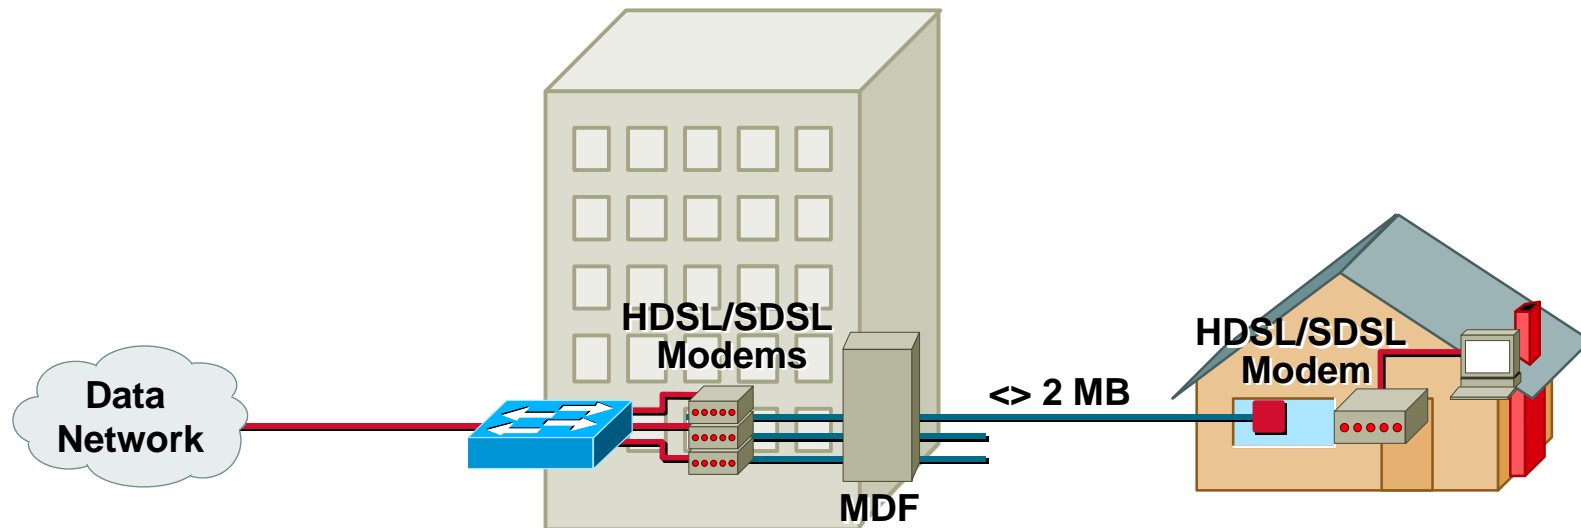 HDSL/SDSL
Modems
HDSL/SDSL
Modem
Data
Network
<> 2 MB
MDF